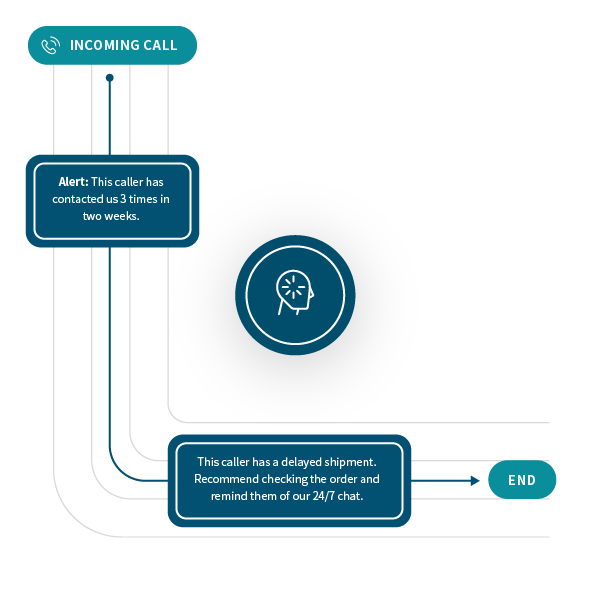 INCOMING CALL
Alert: This caller has
contacted us 3 times in
two weeks.
This caller has a delayed shipment.
Recommend checking the order and
remind them of our 24/7 chat.
END